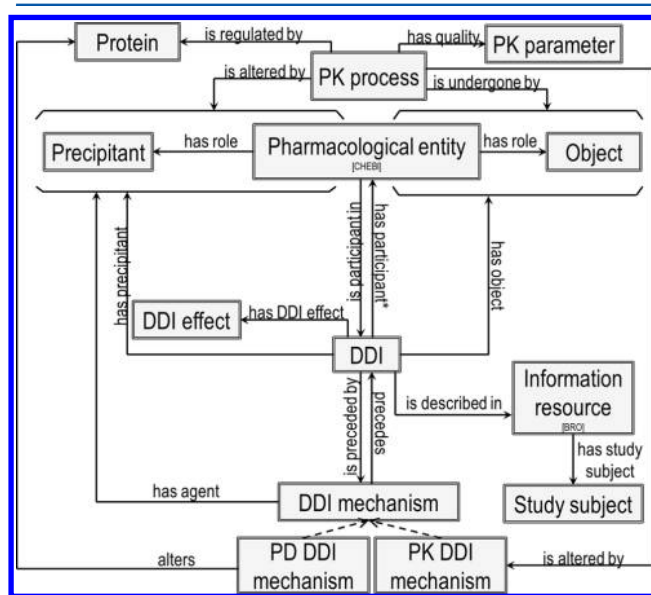 Protein
is regulated by
has quality
PK parameter
PK process
is altered by
is undergone by
Precipitant
has role
Pharmacological entity
[CHEBI]
has role
Object
has precipitant
is participant in
has participant*
has object
DDI effect
has DDI effect
DDI
is described in
Information
resource
[BRO]
is preceded by
precedes
has study
subject
has agent
DDI mechanism
Study subject
alters
PD DDI
mechanism
PK DDI
mechanism
is altered by